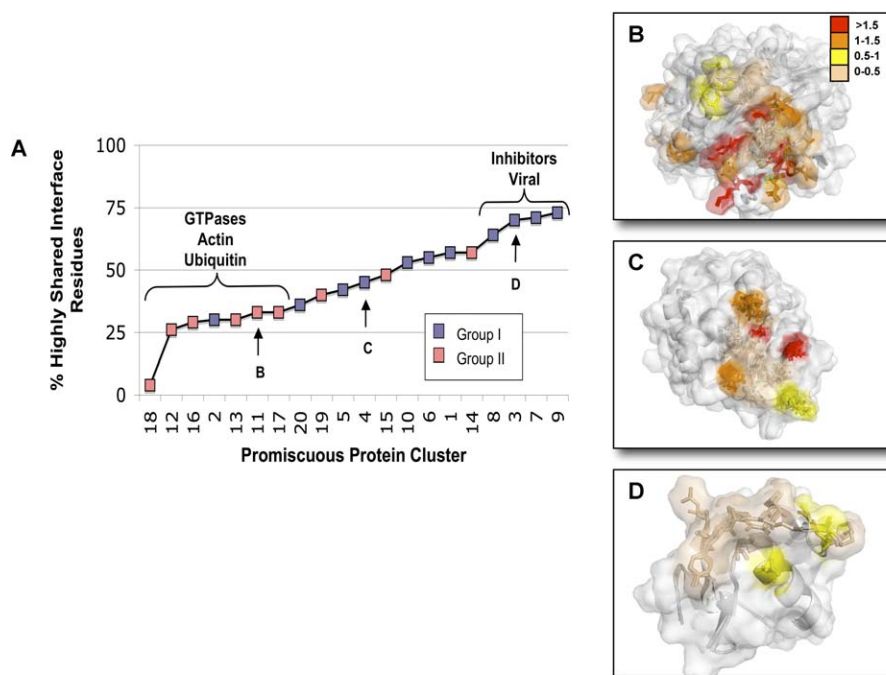 A
% Highly Shared Interface
Residues
100
75
50
25
0
GTPases
Actin
Ubiquitin
Inhibitors
Viral
B
C
D
Group I
Group II
18 12 16 2 13 11 17 20 19 5 4 15 10 6 1 14 8 3 7 9
Promiscuous Protein Cluster
B
>1.5
1-1.5
0.5-1
0-0.5
C
D